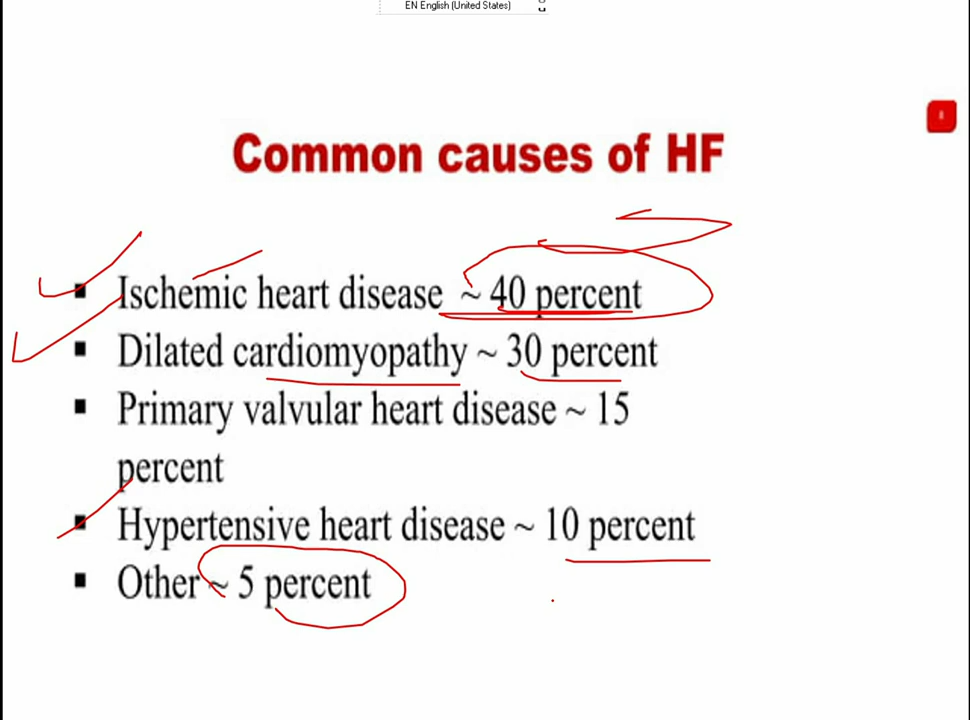 EN English (United States)
Common causes of HF
▪ Ischemic heart disease ~ 40 percent
▪ Dilated cardiomyopathy ~ 30 percent
▪ Primary valvular heart disease ~ 15
percent
▪ Hypertensive heart disease ~ 10 percent
▪ Other ~ 5 percent